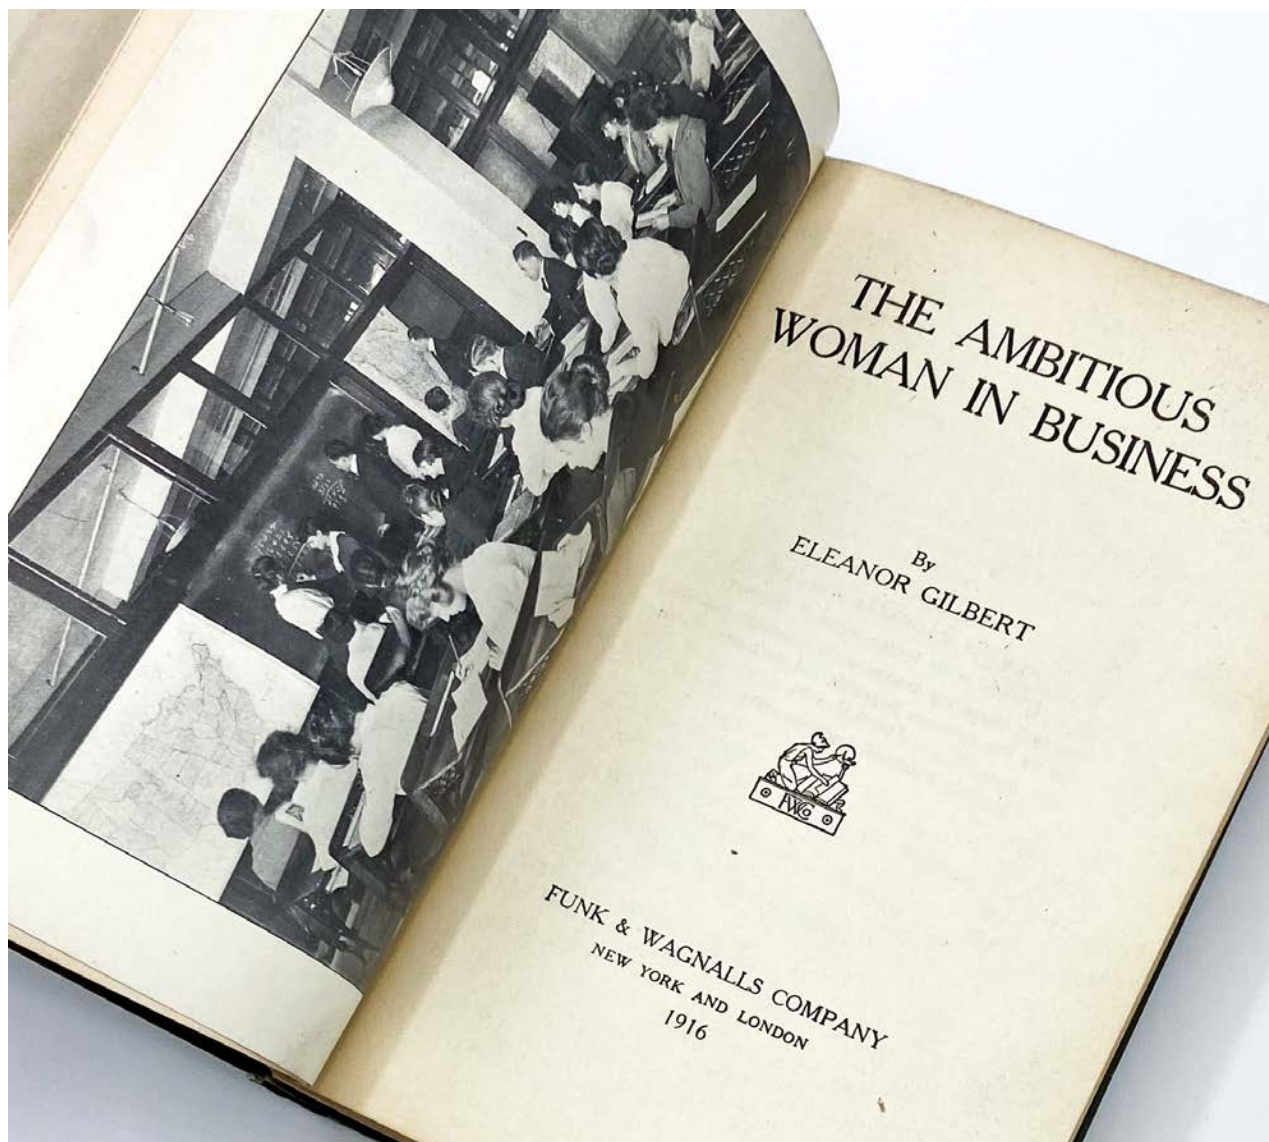 THE AMBITIOUS
WOMAN IN BUSINESS
By
ELEANOR GILBERT
FWCo
FUNK & WAGNALLS COMPANY
NEW YORK AND LONDON
1916